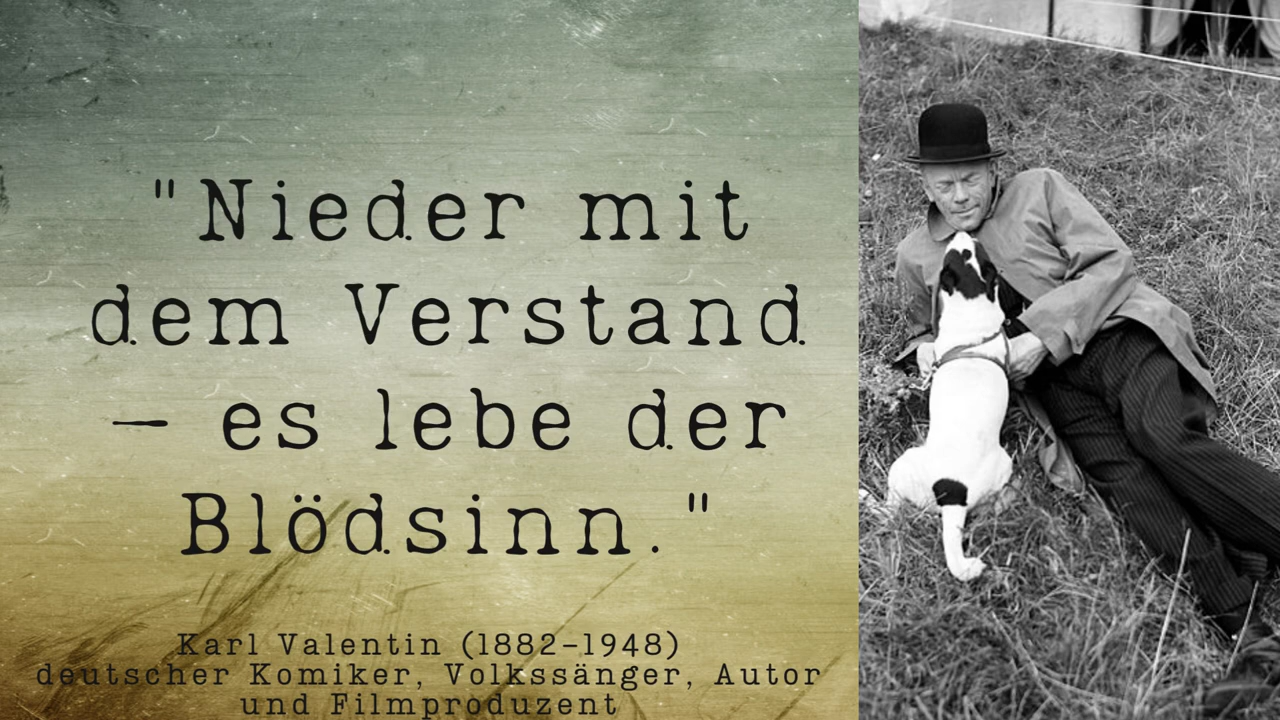 "Nieder mit
dem Verstand
– es lebe der
Blödsinn."
Karl Valentin (1882–1948)
deutscher Komiker, Volkssänger, Autor
und Filmproduzent